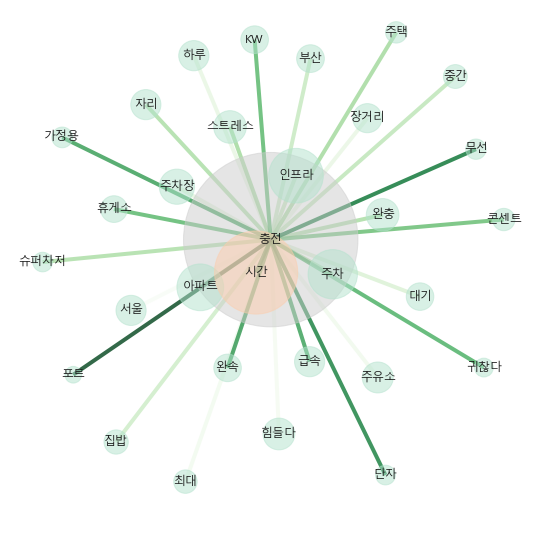 주택
KW
하루
부산
중간
자리
장거리
스트레스
가정용
무선
인프라
주차장
휴게소
완충
콘센트
충전
슈퍼차저
시간
주차
아파트
대기
서울
급속
완속
귀찮다
포트
주유소
힘들다
집밥
단자
최대